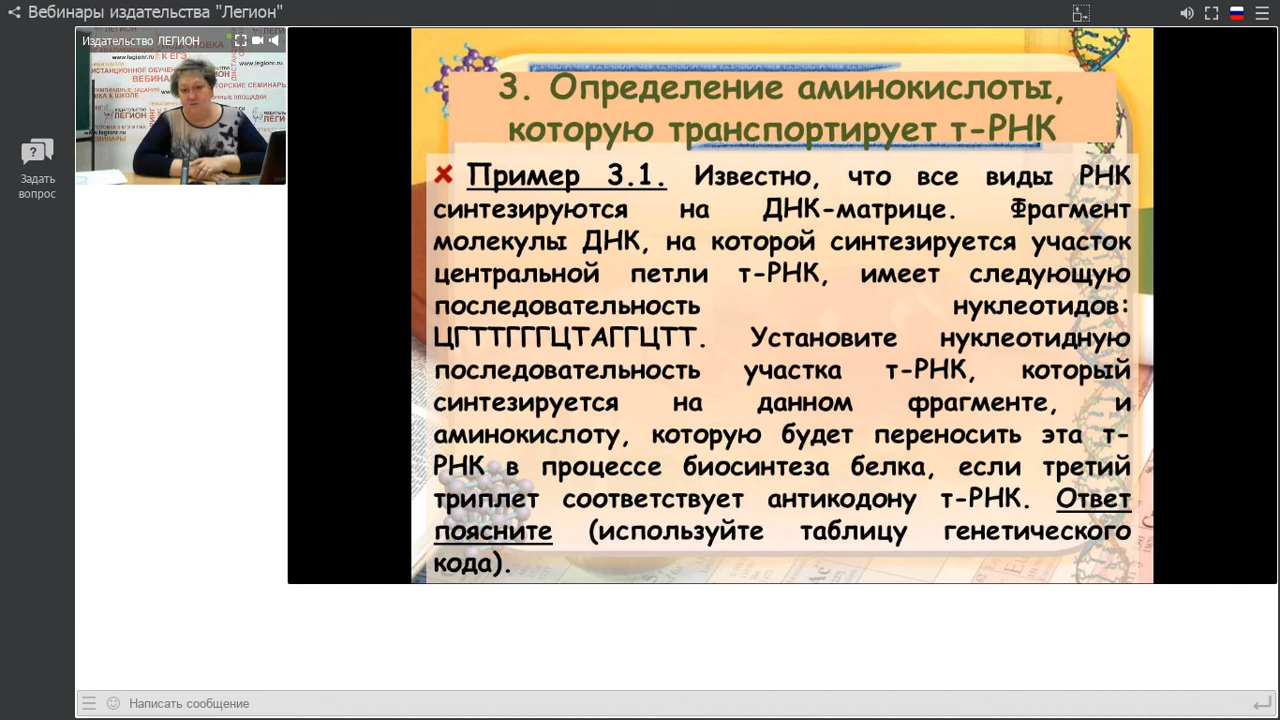 Вебинары издательства "Легион"
Издательство ЛЕГИОН
Задать
вопрос
3. Определение аминокислоты,
которую транспортирует т-РНК
Пример 3.1. Известно, что все виды РНК
синтезируются на ДНК-матрице. Фрагмент
молекулы ДНК, на которой синтезируется участок
центральной петли т-РНК, имеет следующую
последовательность нуклеотидов:
ЦГТТГГГЦТАГГЦТТ. Установите нуклеотидную
последовательность участка т-РНК, который
синтезируется на данном фрагменте, и
аминокислоту, которую будет переносить эта т-
РНК в процессе биосинтеза белка, если третий
триплет соответствует антикодону т-РНК. Ответ
поясните (используйте таблицу генетического
кода).
Написать сообщение